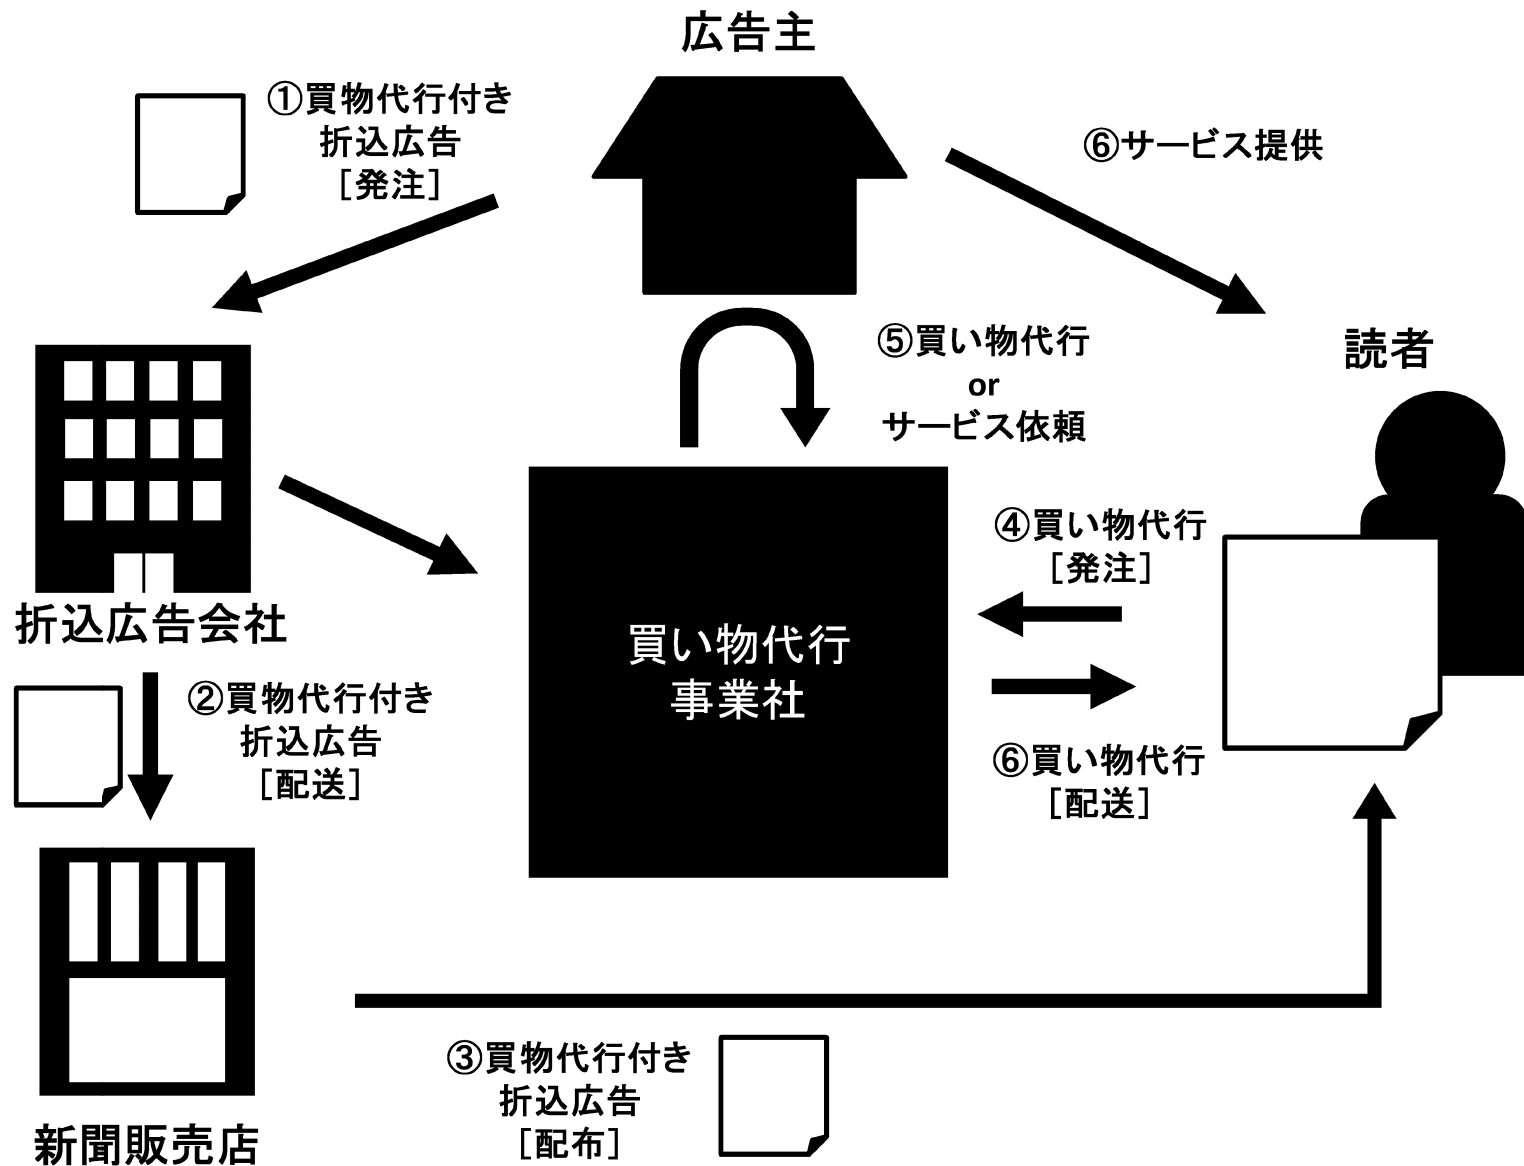 広告主
①買物代行付き
折込広告
［発注］
⑥サービス提供
読者
⑤買い物代行
or
サービス依頼
④買い物代行
［発注］
折込広告会社
買い物代行
事業社
②買物代行付き
折込広告
［配送］
⑥買い物代行
［配送］
③買物代行付き
折込広告
［配布］
新聞販売店